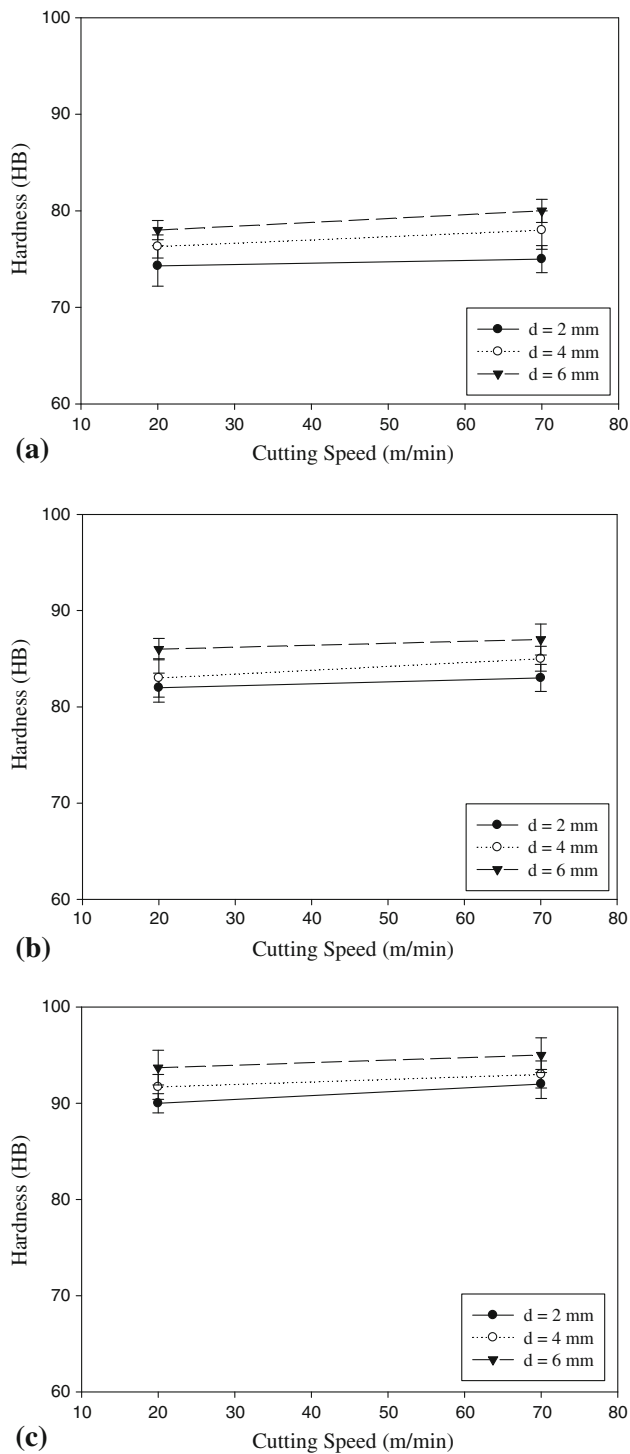 100
90
80
70
60
Hardness (HB)
d = 2 mm
d = 4 mm
d = 6 mm
10 20 30 40 50 60 70 80
Cutting Speed (m/min)
(a)
100
90
80
70
60
Hardness (HB)
d = 2 mm
d = 4 mm
d = 6 mm
10 20 30 40 50 60 70 80
Cutting Speed (m/min)
(b)
100
90
80
70
60
Hardness (HB)
d = 2 mm
d = 4 mm
d = 6 mm
10 20 30 40 50 60 70 80
Cutting Speed (m/min)
(c)